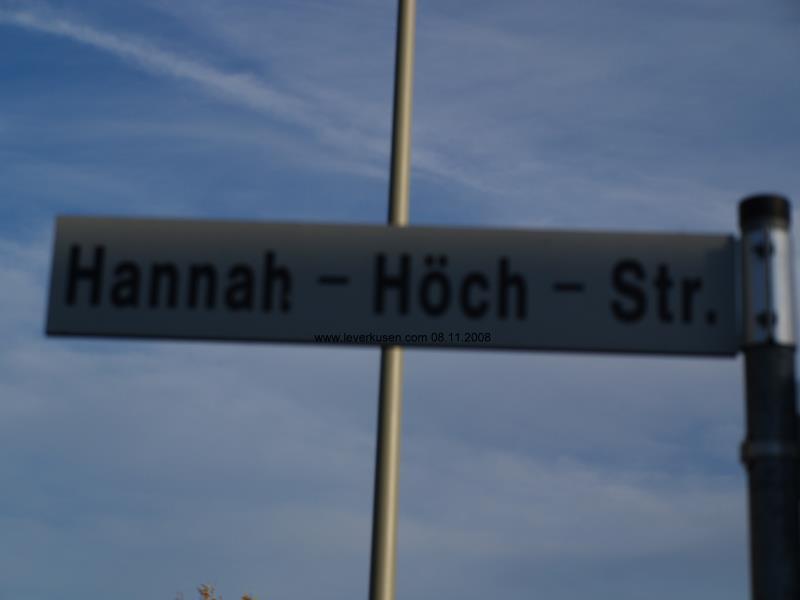 Hannah - Höch - Str.
www.leverkusen.com 08.11.2008